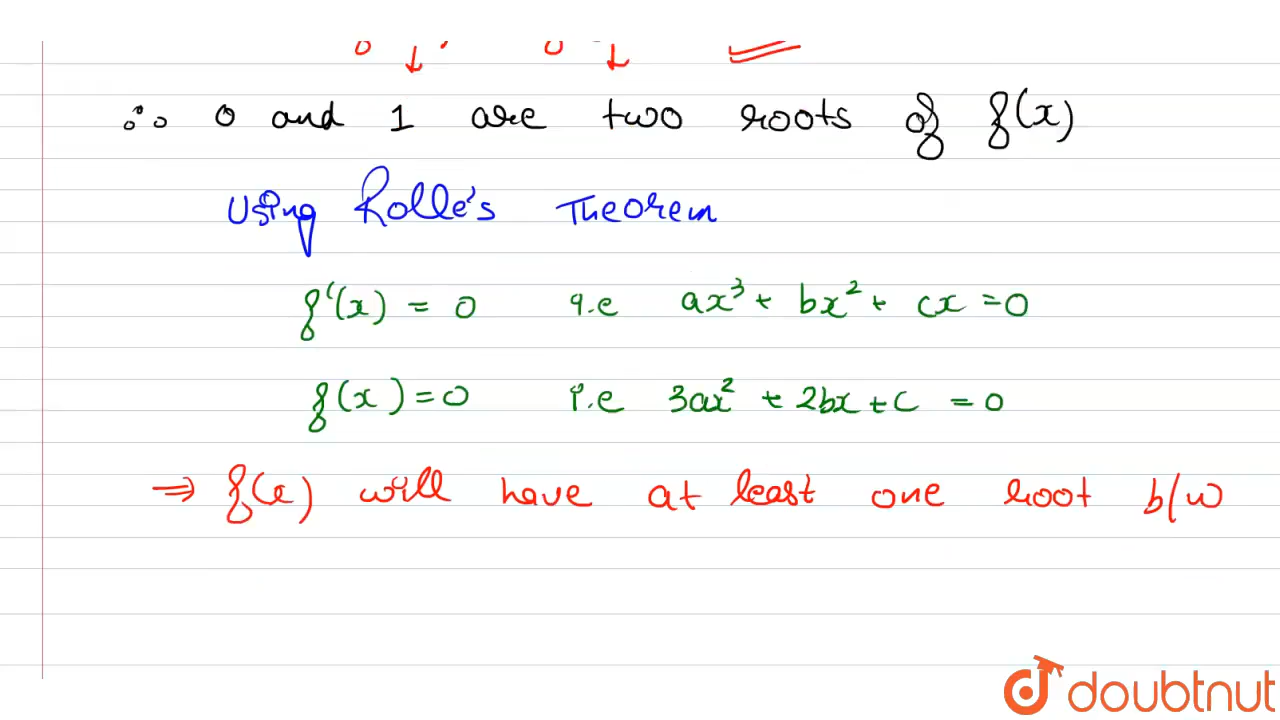 ∴ 0 and 1 are two roots of f(x)
Using Rolle's Theorem
f'(x) = 0 i.e ax³ + bx² + cx = 0
f(x) = 0 i.e 3ax² + 2bx + c = 0
⇒ f(x) will have at least one root b/w
doubtnut